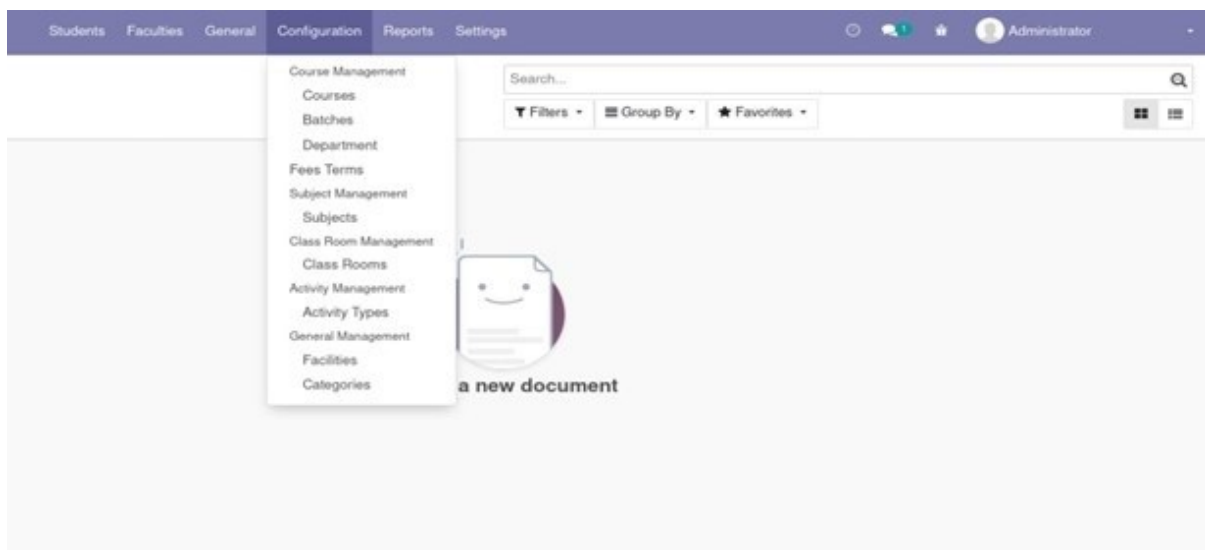 Students Faculties General Configuration Reports Settings 1 Administrator
Search...
Filters Group By Favorites
Course Management
Courses
Batches
Department
Fees Terms
Subject Management
Subjects
Class Room Management
Class Rooms
Activity Management
Activity Types
General Management
Facilities
Categories
a new document